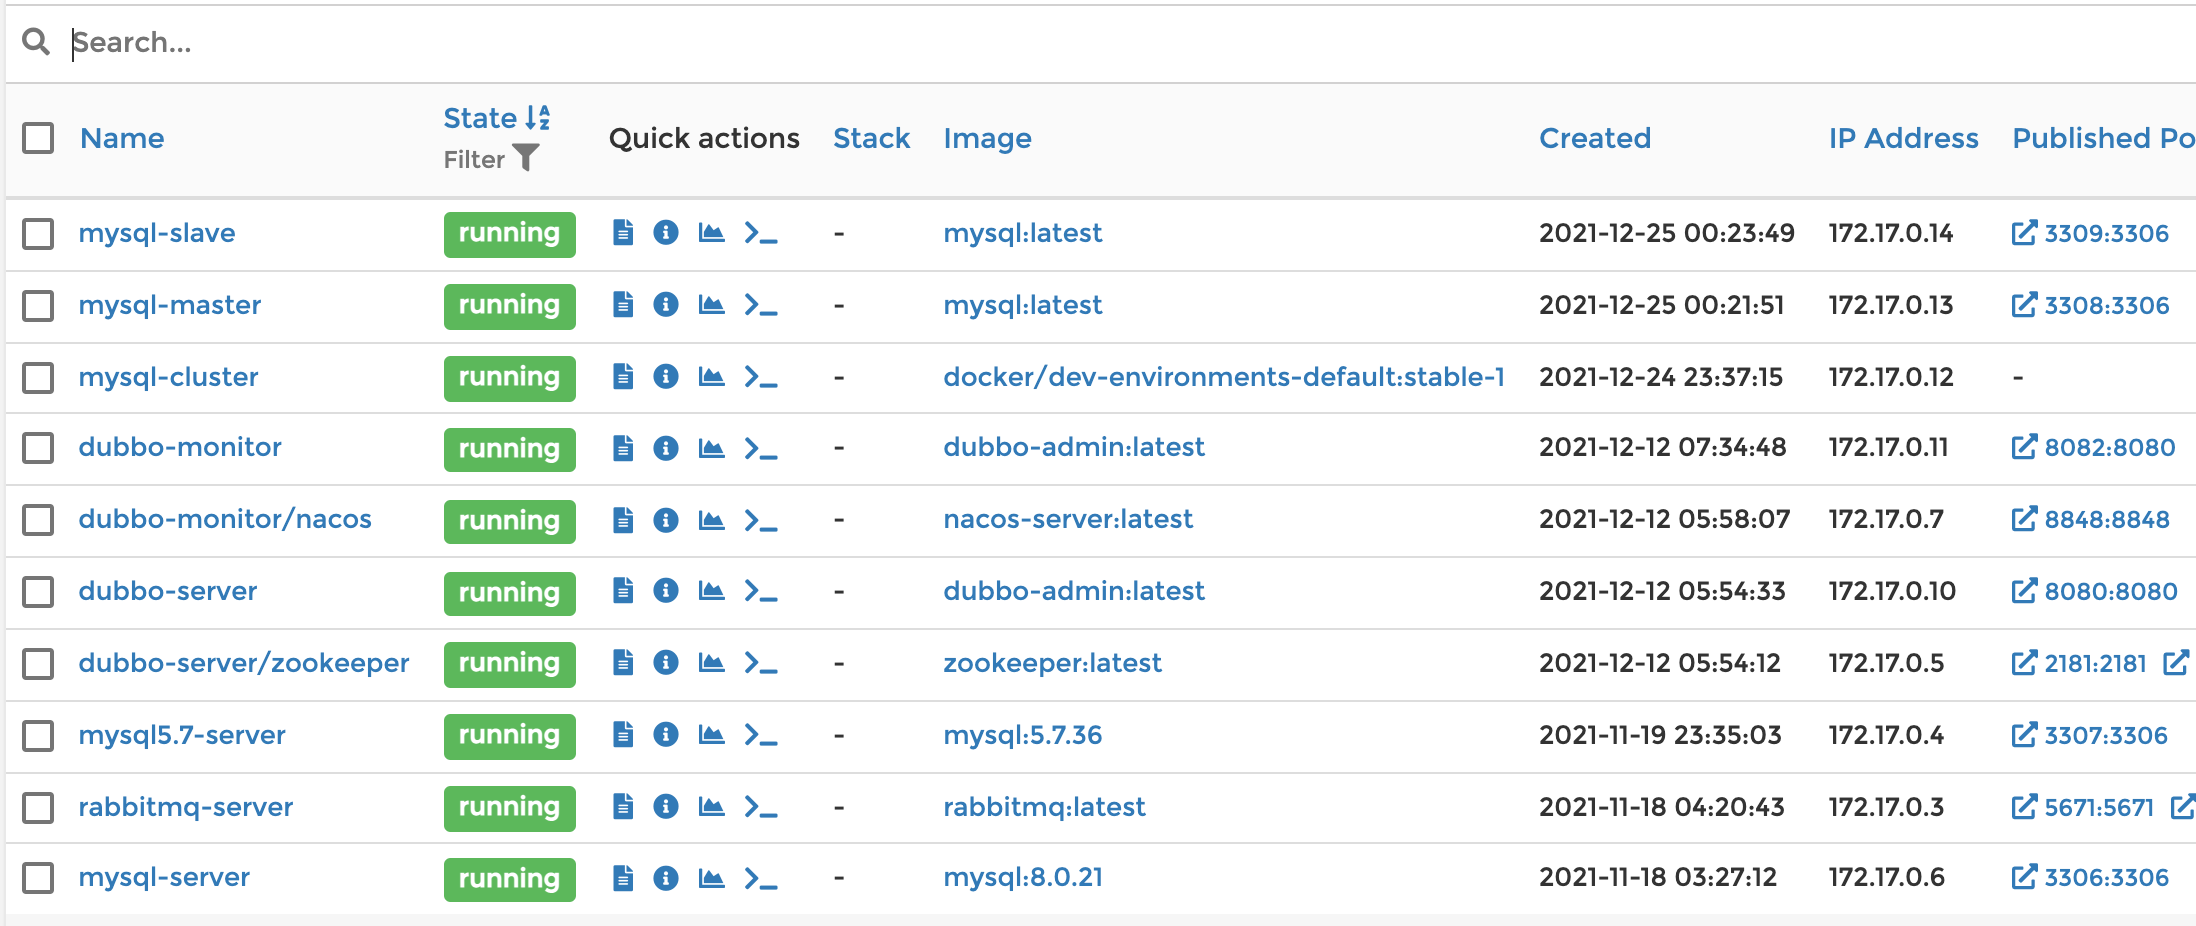 Search...
Name State Filter Quick actions Stack Image Created IP Address Published Po
mysql-slave running - mysql:latest 2021-12-25 00:23:49 172.17.0.14 3309:3306
mysql-master running - mysql:latest 2021-12-25 00:21:51 172.17.0.13 3308:3306
mysql-cluster running - docker/dev-environments-default:stable-1 2021-12-24 23:37:15 172.17.0.12 -
dubbo-monitor running - dubbo-admin:latest 2021-12-12 07:34:48 172.17.0.11 8082:8080
dubbo-monitor/nacos running - nacos-server:latest 2021-12-12 05:58:07 172.17.0.7 8848:8848
dubbo-server running - dubbo-admin:latest 2021-12-12 05:54:33 172.17.0.10 8080:8080
dubbo-server/zookeeper running - zookeeper:latest 2021-12-12 05:54:12 172.17.0.5 2181:2181
mysql5.7-server running - mysql:5.7.36 2021-11-19 23:35:03 172.17.0.4 3307:3306
rabbitmq-server running - rabbitmq:latest 2021-11-18 04:20:43 172.17.0.3 5671:5671
mysql-server running - mysql:8.0.21 2021-11-18 03:27:12 172.17.0.6 3306:3306